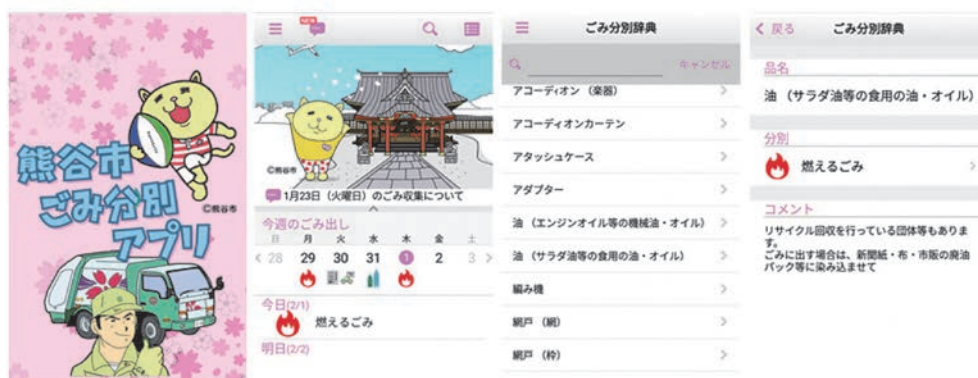 熊谷市
ごみ分別
アプリ
©熊谷市
NEW
©熊谷市
1月23日（火曜日）のごみ収集について
今週のごみ出し
日 月 火 水 木 金 土
< 28 29 30 31 1 2 3 >
今日(2/1)
燃えるごみ
明日(2/2)
ごみ分別辞典
キャンセル
アコーディオン（楽器）
アコーディオンカーテン
アタッシュケース
アダプター
油（エンジンオイル等の機械油・オイル）
油（サラダ油等の食用の油・オイル）
編み機
網戸（網）
網戸（枠）
< 戻る ごみ分別辞典
品名
油（サラダ油等の食用の油・オイル）
分別
燃えるごみ
コメント
リサイクル回収を行っている団体等もありま
す。
ごみに出す場合は、新聞紙・布・市販の廃油
パック等に染み込ませて